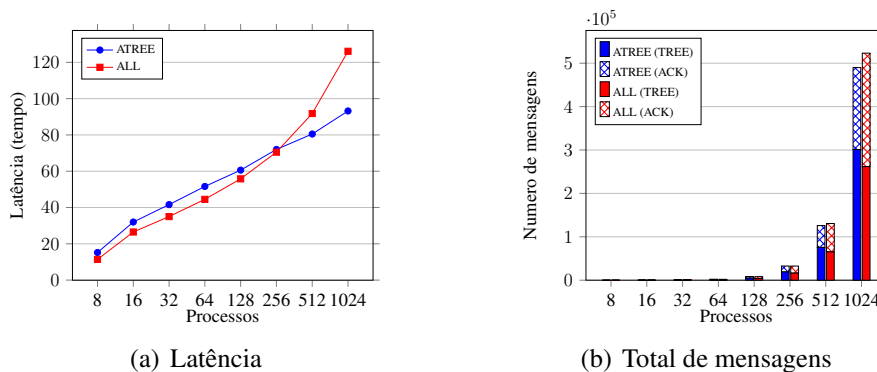 ATREE
ALL
Latência (tempo)
120
100
80
60
40
20
0
8 16 32 64 128 256 512 1024
Processos
(a) Latência
·10⁵
ATREE (TREE)
ATREE (ACK)
ALL (TREE)
ALL (ACK)
Numero de mensagens
5
4
3
2
1
0
8 16 32 64 128 256 512 1024
Processos
(b) Total de mensagens